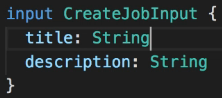 input CreateJobInput {
  title: String
  description: String
}